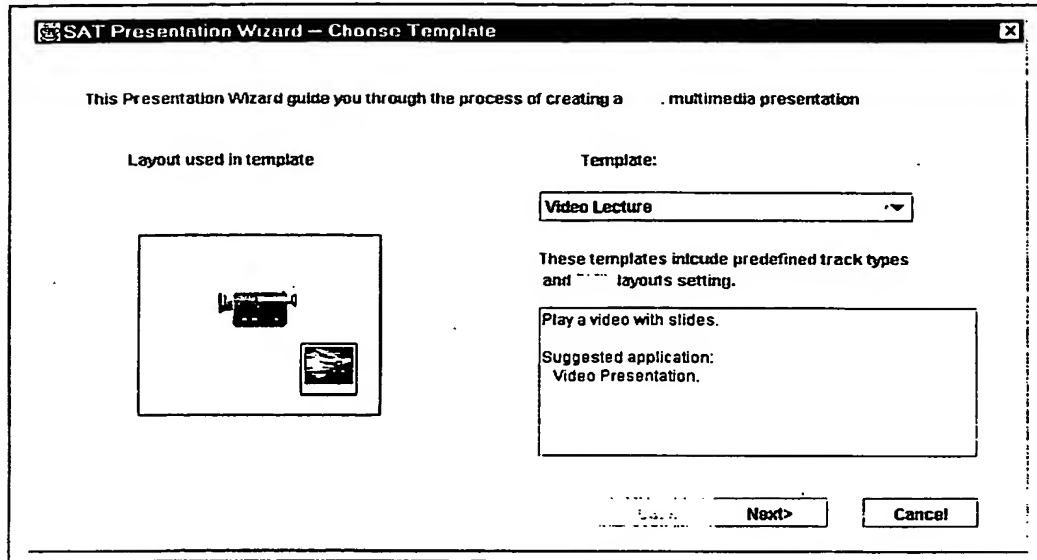 SAT Presentation Wizard – Choose Template
This Presentation Wizard guide you through the process of creating a . multimedia presentation
Layout used in template
Template:
Video Lecture
These templates inlcude predefined track types
and layouts setting.
Play a video with slides.
Suggested application:
Video Presentation.
Next>
Cancel